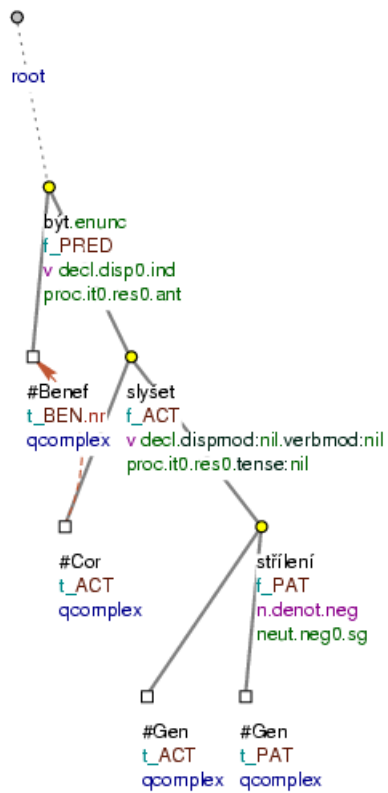 root
být.enunc
f_PRED
v decl.disp0.ind
proc.it0.res0.ant
#Benef
t_BEN.nr
qcomplex
slyšet
f_ACT
v decl.dispmod:nil.verbmod:nil
proc.it0.res0.tense:nil
#Cor
t_ACT
qcomplex
střílení
f_PAT
n.denot.neg
neut.neg0.sg
#Gen
t_ACT
qcomplex
#Gen
t_PAT
qcomplex